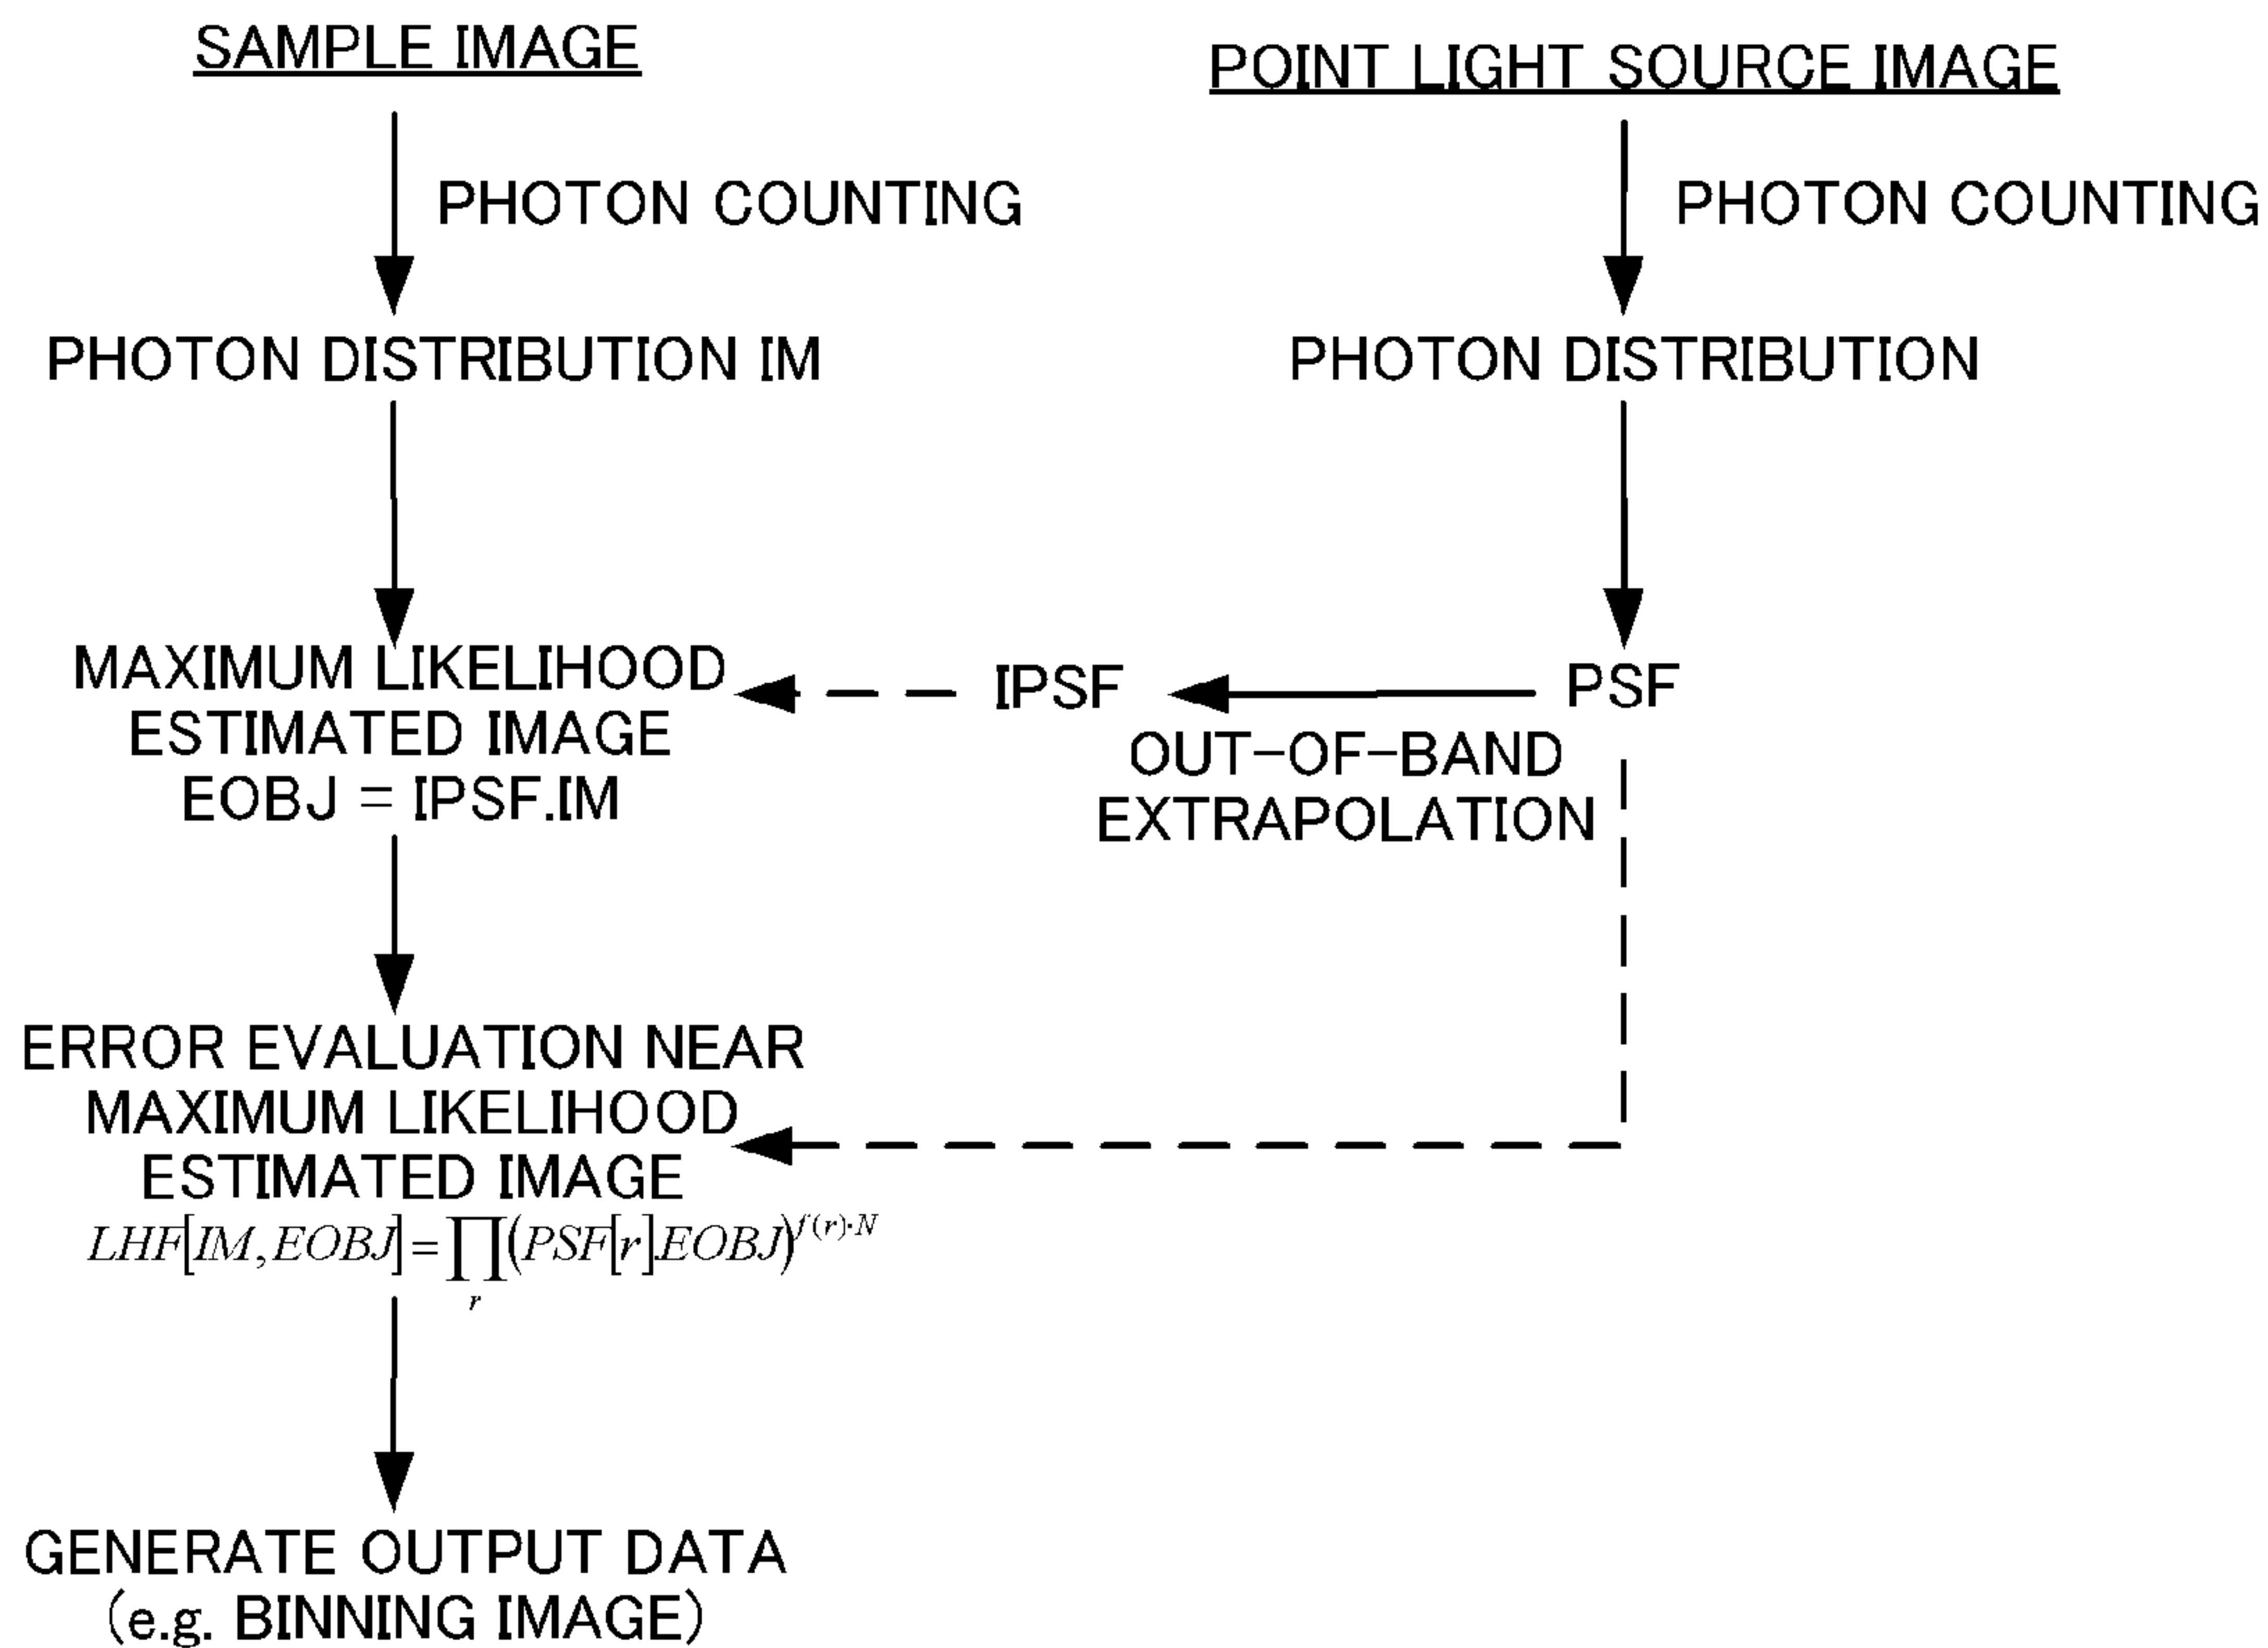 SAMPLE IMAGE
POINT LIGHT SOURCE IMAGE
PHOTON COUNTING
PHOTON COUNTING
PHOTON DISTRIBUTION IM
PHOTON DISTRIBUTION
MAXIMUM LIKELIHOOD
ESTIMATED IMAGE
EOBJ = IPSF.IM
IPSF
PSF
OUT-OF-BAND
EXTRAPOLATION
ERROR EVALUATION NEAR
MAXIMUM LIKELIHOOD
ESTIMATED IMAGE
LHF[IM,EOBJ]=∏(PSF[r].EOBJ)^f(r)·N
r
GENERATE OUTPUT DATA
(e.g. BINNING IMAGE)